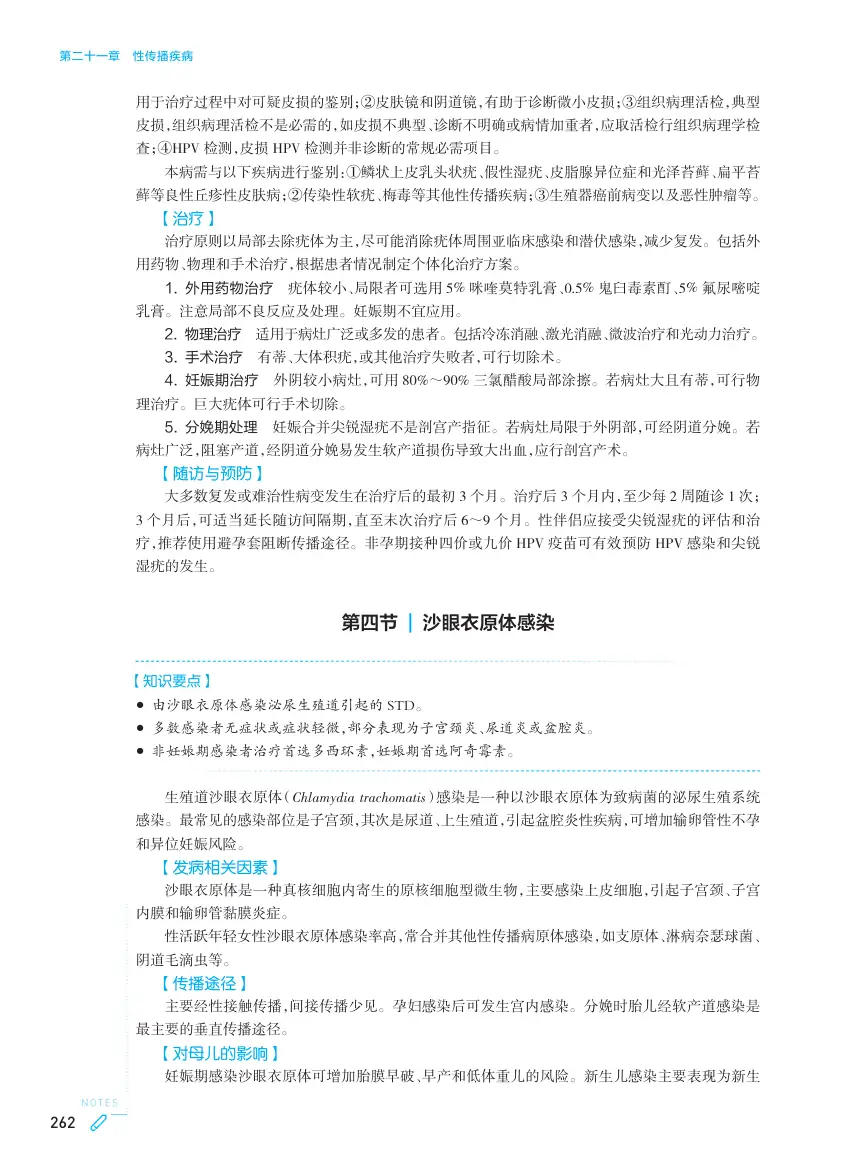 第二十一章 性传播疾病
用于治疗过程中对可疑皮损的鉴别;②皮肤镜和阴道镜,有助于诊断微小皮损;③组织病理活检,典型
皮损,组织病理活检不是必需的,如皮损不典型、诊断不明确或病情加重者,应取活检行组织病理学检
查;④HPV 检测,皮损 HPV 检测并非诊断的常规必需项目。
本病需与以下疾病进行鉴别:①鳞状上皮乳头状疣、假性湿疣、皮脂腺异位症和光泽苔藓、扁平苔
藓等良性丘疹性皮肤病;②传染性软疣、梅毒等其他性传播疾病;③生殖器癌前病变以及恶性肿瘤等。
【治疗】
治疗原则以局部去除疣体为主,尽可能消除疣体周围亚临床感染和潜伏感染,减少复发。包括外
用药物、物理和手术治疗,根据患者情况制定个体化治疗方案。
1. 外用药物治疗 疣体较小、局限者可选用 5% 咪喹莫特乳膏、0.5% 鬼臼毒素酊、5% 氟尿嘧啶
乳膏。注意局部不良反应及处理。妊娠期不宜应用。
2. 物理治疗 适用于病灶广泛或多发的患者。包括冷冻消融、激光消融、微波治疗和光动力治疗。
3. 手术治疗 有蒂、大体积疣,或其他治疗失败者,可行切除术。
4. 妊娠期治疗 外阴较小病灶,可用 80%～90% 三氯醋酸局部涂擦。若病灶大且有蒂,可行物
理治疗。巨大疣体可行手术切除。
5. 分娩期处理 妊娠合并尖锐湿疣不是剖宫产指征。若病灶局限于外阴部,可经阴道分娩。若
病灶广泛,阻塞产道,经阴道分娩易发生软产道损伤导致大出血,应行剖宫产术。
【随访与预防】
大多数复发或难治性病变发生在治疗后的最初 3 个月。治疗后 3 个月内,至少每 2 周随诊 1 次;
3 个月后,可适当延长随访间隔期,直至末次治疗后 6～9 个月。性伴侣应接受尖锐湿疣的评估和治
疗,推荐使用避孕套阻断传播途径。非孕期接种四价或九价 HPV 疫苗可有效预防 HPV 感染和尖锐
湿疣的发生。
第四节 | 沙眼衣原体感染
【知识要点】
● 由沙眼衣原体感染泌尿生殖道引起的 STD。
● 多数感染者无症状或症状轻微,部分表现为子宫颈炎、尿道炎或盆腔炎。
● 非妊娠期感染者治疗首选多西环素,妊娠期首选阿奇霉素。
生殖道沙眼衣原体(Chlamydia trachomatis)感染是一种以沙眼衣原体为致病菌的泌尿生殖系统
感染。最常见的感染部位是子宫颈,其次是尿道、上生殖道,引起盆腔炎性疾病,可增加输卵管性不孕
和异位妊娠风险。
【发病相关因素】
沙眼衣原体是一种真核细胞内寄生的原核细胞型微生物,主要感染上皮细胞,引起子宫颈、子宫
内膜和输卵管黏膜炎症。
性活跃年轻女性沙眼衣原体感染率高,常合并其他性传播病原体感染,如支原体、淋病奈瑟球菌、
阴道毛滴虫等。
【传播途径】
主要经性接触传播,间接传播少见。孕妇感染后可发生宫内感染。分娩时胎儿经软产道感染是
最主要的垂直传播途径。
【对母儿的影响】
妊娠期感染沙眼衣原体可增加胎膜早破、早产和低体重儿的风险。新生儿感染主要表现为新生
NOTES
262